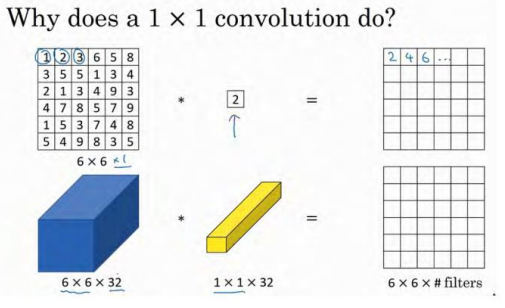 Why does a 1 × 1 convolution do?
1 2 3 6 5 8
3 5 5 1 3 4
2 1 3 4 9 3
4 7 8 5 7 9
1 5 3 7 4 8
5 4 9 8 3 5
* 2 =
2 4 6 ...
6 × 6 ×1
* =
6 × 6 × 32
1 × 1 × 32
6 × 6 × # filters